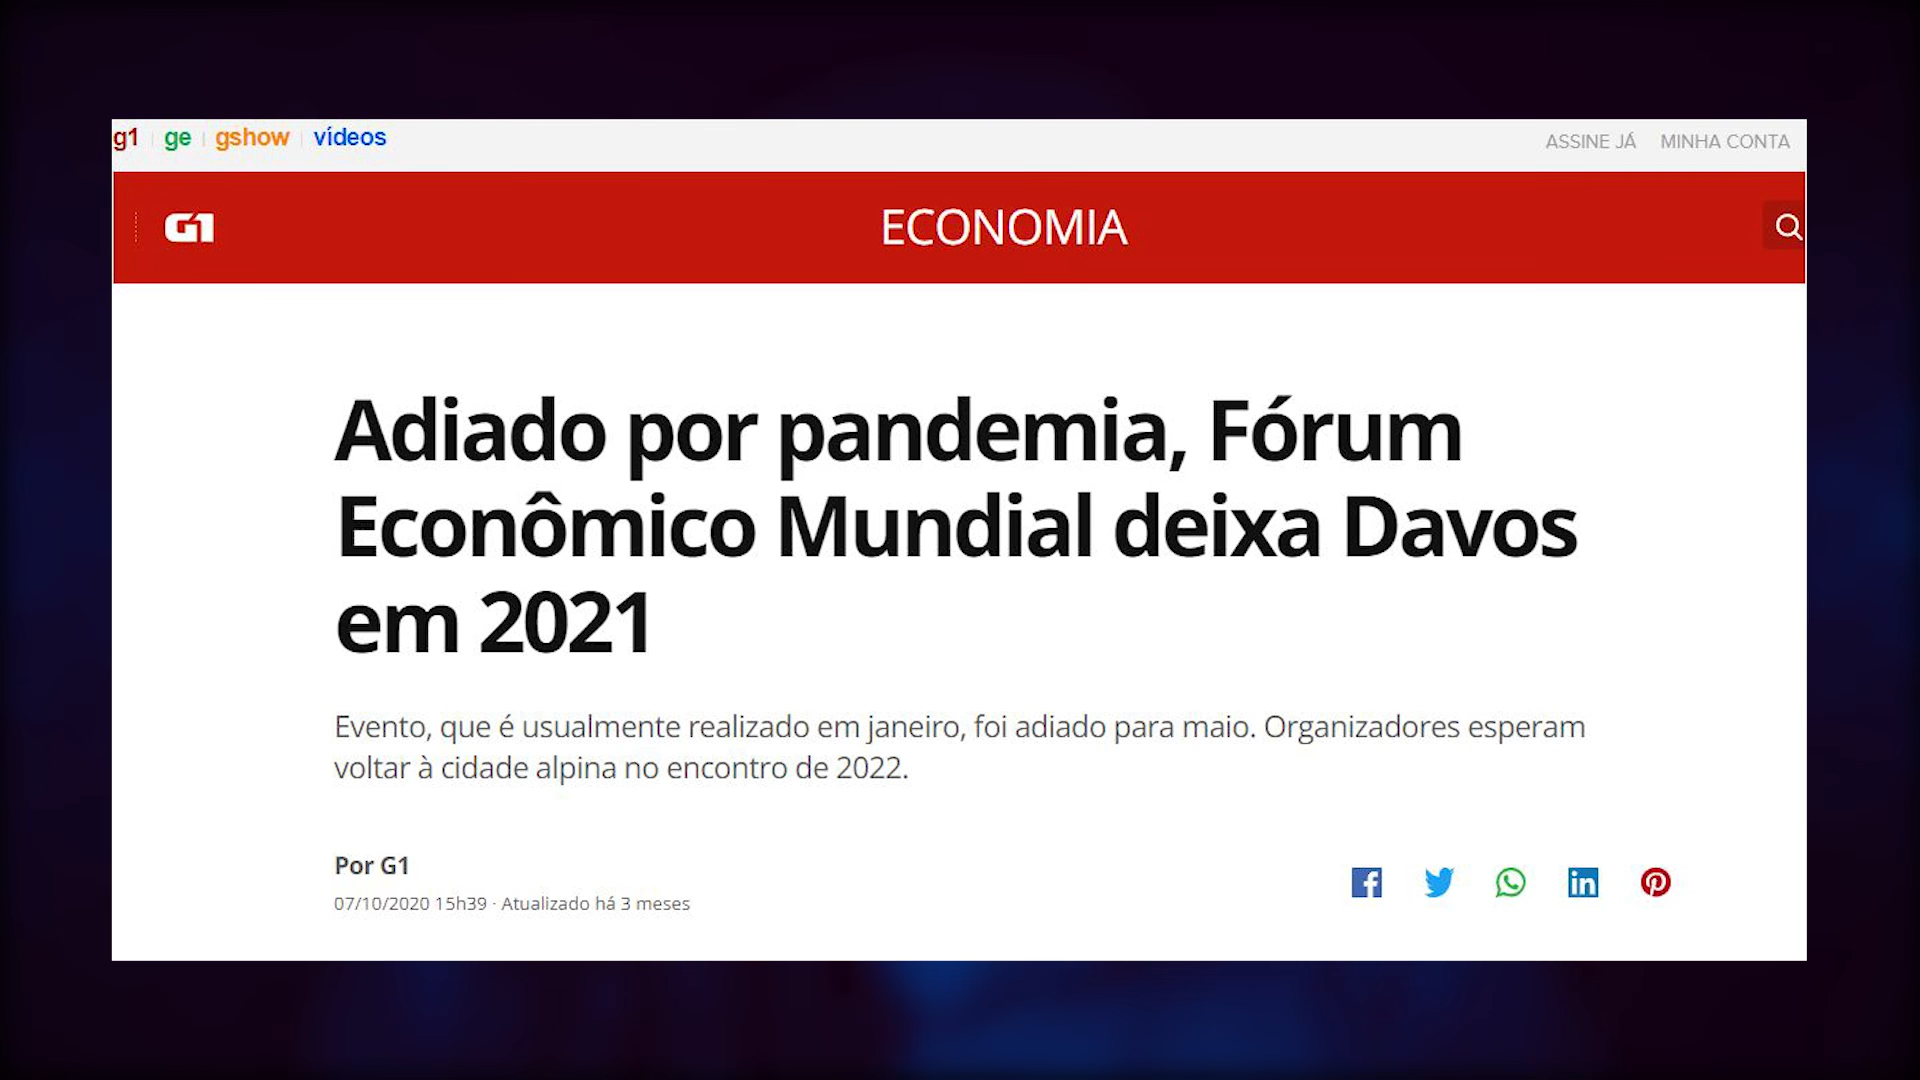 g1 ge gshow vídeos ASSINE JÁ MINHA CONTA
G1 ECONOMIA
Adiado por pandemia, Fórum
Econômico Mundial deixa Davos
em 2021
Evento, que é usualmente realizado em janeiro, foi adiado para maio. Organizadores esperam
voltar à cidade alpina no encontro de 2022.
Por G1
07/10/2020 15h39 · Atualizado há 3 meses